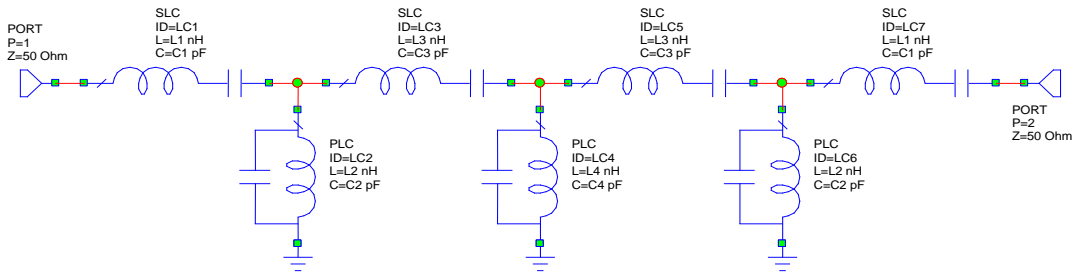 PORT
P=1
Z=50 Ohm
SLC
ID=LC1
L=L1 nH
C=C1 pF
SLC
ID=LC3
L=L3 nH
C=C3 pF
SLC
ID=LC5
L=L3 nH
C=C3 pF
SLC
ID=LC7
L=L1 nH
C=C1 pF
PORT
P=2
Z=50 Ohm
PLC
ID=LC2
L=L2 nH
C=C2 pF
PLC
ID=LC4
L=L4 nH
C=C4 pF
PLC
ID=LC6
L=L2 nH
C=C2 pF